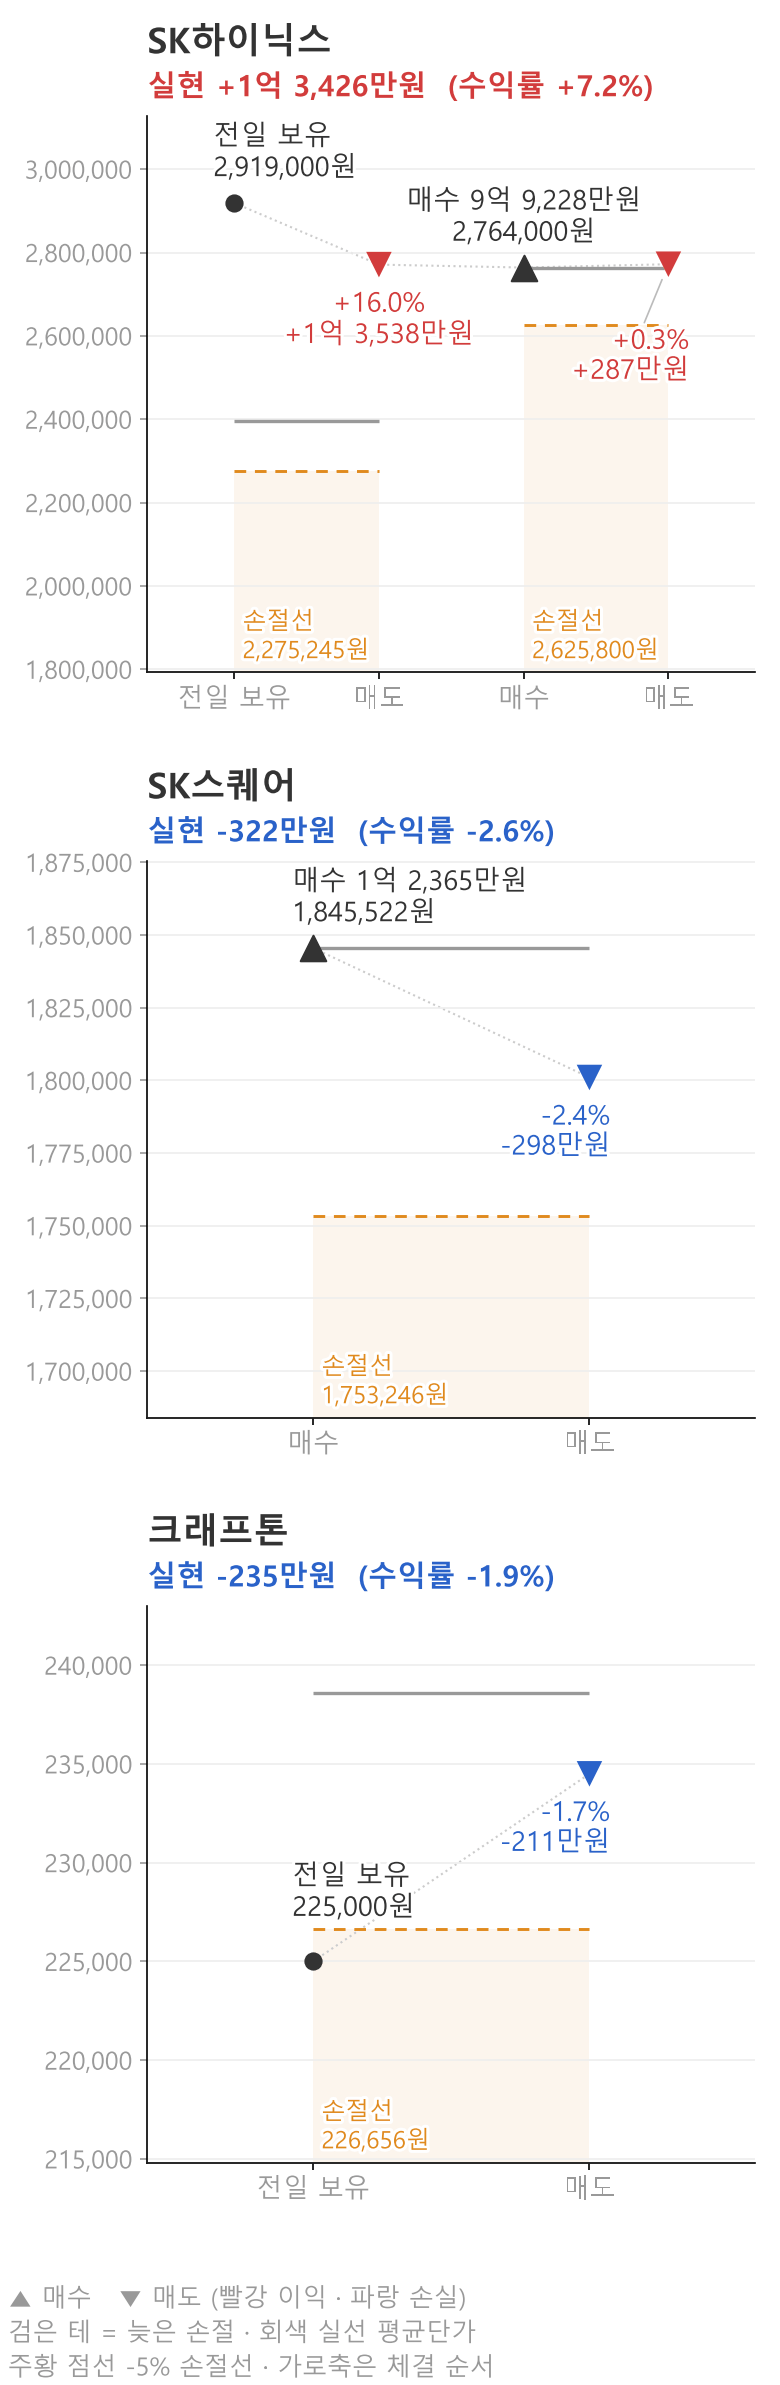 SK하이닉스
실현 +1억 3,426만원 (수익률 +7.2%)
전일 보유
2,919,000원
매수 9억 9,228만원
2,764,000원
+16.0%
+1억 3,538만원
+0.3%
+287만원
3,000,000
2,800,000
2,600,000
2,400,000
2,200,000
2,000,000
1,800,000
손절선
2,275,245원
손절선
2,625,800원
전일 보유 매도 매수 매도
SK스퀘어
실현 -322만원 (수익률 -2.6%)
매수 1억 2,365만원
1,845,522원
-2.4%
-298만원
1,875,000
1,850,000
1,825,000
1,800,000
1,775,000
1,750,000
1,725,000
1,700,000
손절선
1,753,246원
매수 매도
크래프톤
실현 -235만원 (수익률 -1.9%)
-1.7%
-211만원
전일 보유
225,000원
240,000
235,000
230,000
225,000
220,000
215,000
손절선
226,656원
전일 보유 매도
▲ 매수 ▼ 매도 (빨강 이익 · 파랑 손실)
검은 테 = 늦은 손절 · 회색 실선 평균단가
주황 점선 -5% 손절선 · 가로축은 체결 순서